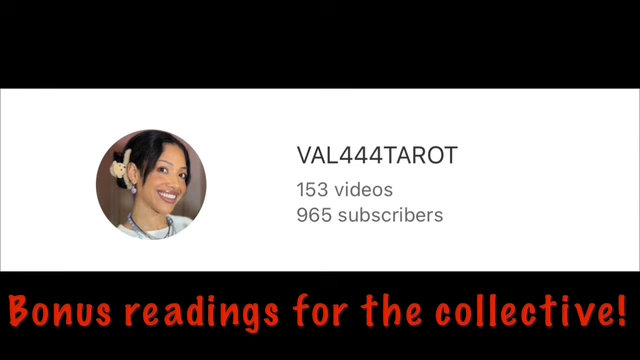 VAL444TAROT
153 videos
965 subscribers
Bonus readings for the collective!